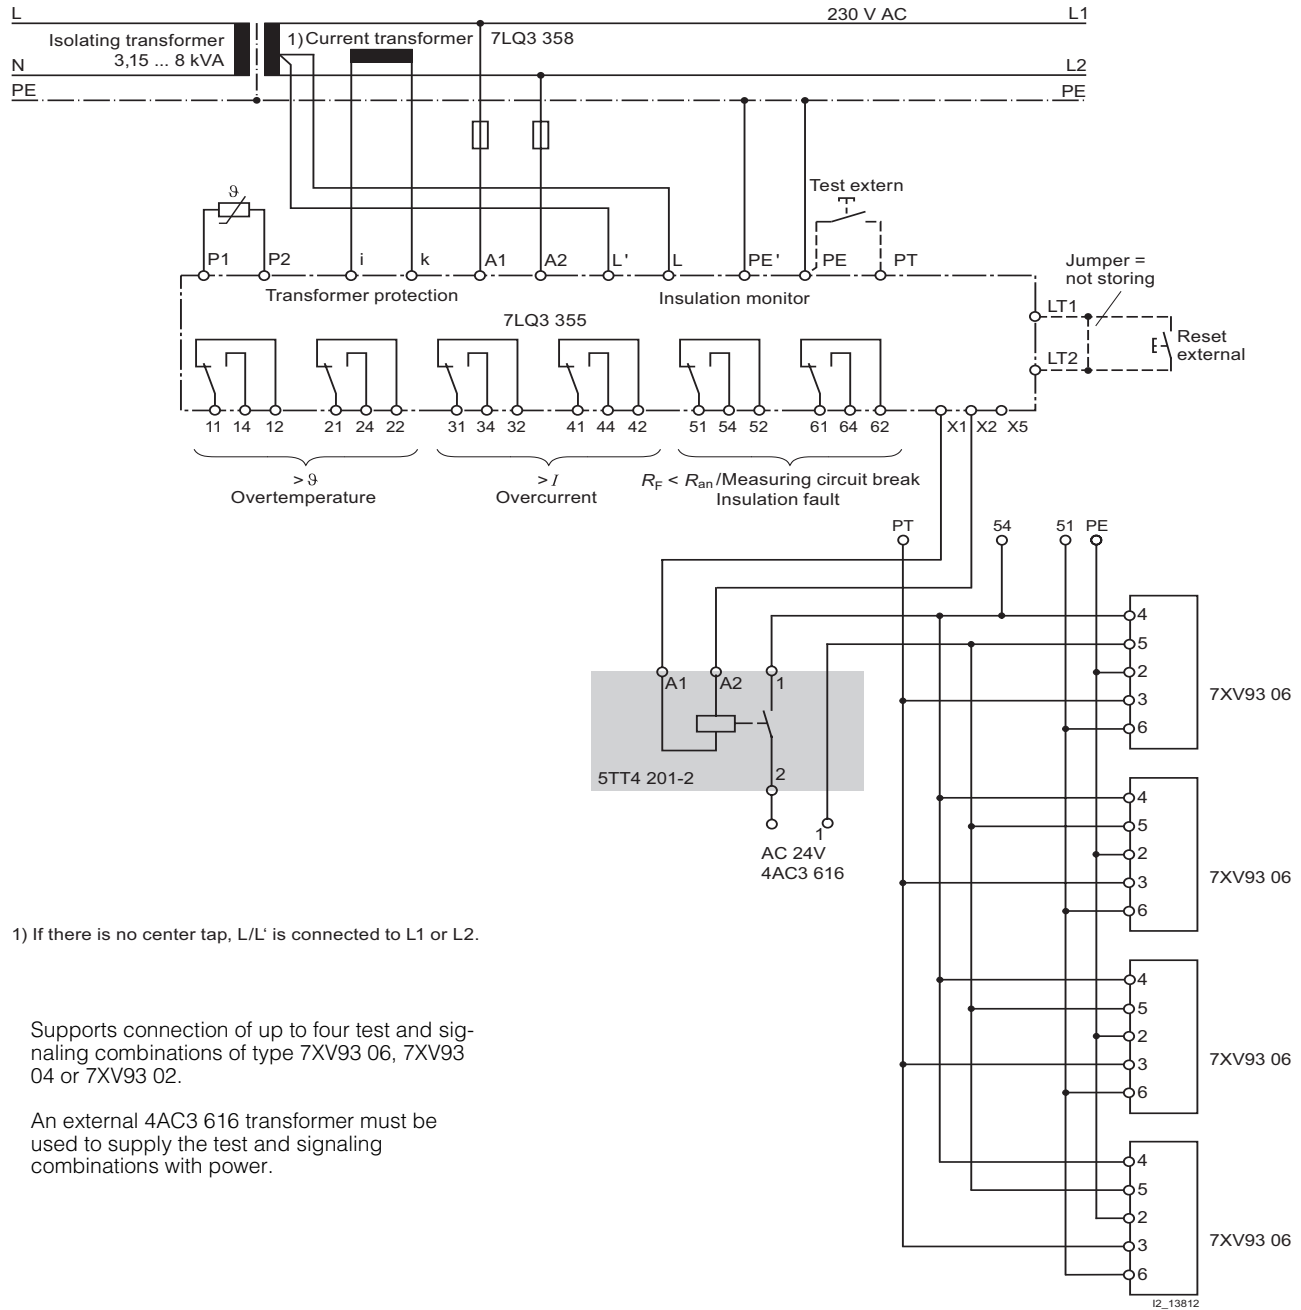 L 230 V AC L1
Isolating transformer 1) Current transformer 7LQ3 358
3,15 ... 8 kVA
N L2
PE PE
Test extern
ϑ
P1 P2 i k A1 A2 L' L PE' PE PT
Jumper =
not storing
Transformer protection Insulation monitor
LT1
7LQ3 355
Reset
external
LT2
11 14 12 21 24 22 31 34 32 41 44 42 51 54 52 61 64 62 X1 X2 X5
> ϑ > I RF < Ran/Measuring circuit break
Overtemperature Overcurrent Insulation fault
PT 54 51 PE
4
5
2
3
6
7XV93 06
A1 A2 1
2
5TT4 201-2
1
AC 24V
4AC3 616
4
5
2
3
6
7XV93 06
1) If there is no center tap, L/L‘ is connected to L1 or L2.
4
5
2
3
6
7XV93 06
Supports connection of up to four test and sig-
naling combinations of type 7XV93 06, 7XV93
04 or 7XV93 02.
An external 4AC3 616 transformer must be
used to supply the test and signaling
combinations with power.
4
5
2
3
6
7XV93 06
I2_13812